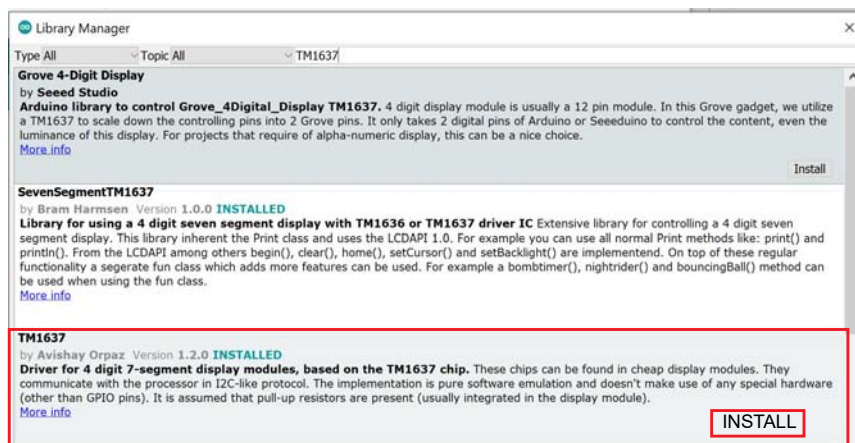 Library Manager
Type All Topic All TM1637
Grove 4-Digit Display
by Seeed Studio
Arduino library to control Grove_4Digital_Display TM1637. 4 digit display module is usually a 12 pin module. In this Grove gadget, we utilize
a TM1637 to scale down the controlling pins into 2 Grove pins. It only takes 2 digital pins of Arduino or Seeeduino to control the content, even the
luminance of this display. For projects that require of alpha-numeric display, this can be a nice choice.
More info
Install
SevenSegmentTM1637
by Bram Harmsen Version 1.0.0 INSTALLED
Library for using a 4 digit seven segment display with TM1636 or TM1637 driver IC Extensive library for controlling a 4 digit seven
segment display. This library inherent the Print class and uses the LCDAPI 1.0. For example you can use all normal Print methods like: print() and
println(). From the LCDAPI among others begin(), clear(), home(), setCursor() and setBacklight() are implementend. On top of these regular
functionality a segerate fun class which adds more features can be used. For example a bombtimer(), nightrider() and bouncingBall() method can
be used when using the fun class.
More info
TM1637
by Avishay Orpaz Version 1.2.0 INSTALLED
Driver for 4 digit 7-segment display modules, based on the TM1637 chip. These chips can be found in cheap display modules. They
communicate with the processor in I2C-like protocol. The implementation is pure software emulation and doesn't make use of any special hardware
(other than GPIO pins). It is assumed that pull-up resistors are present (usually integrated in the display module).
More info
INSTALL